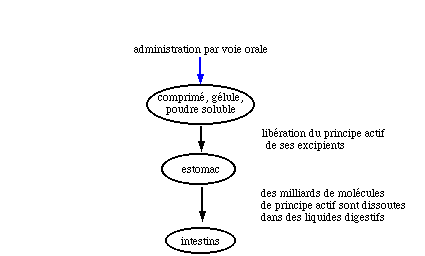 administration par voie orale
comprimé, gélule,
poudre soluble
libération du principe actif
de ses excipients
estomac
des milliards de molécules
de principe actif sont dissoutes
dans des liquides digestifs
intestins